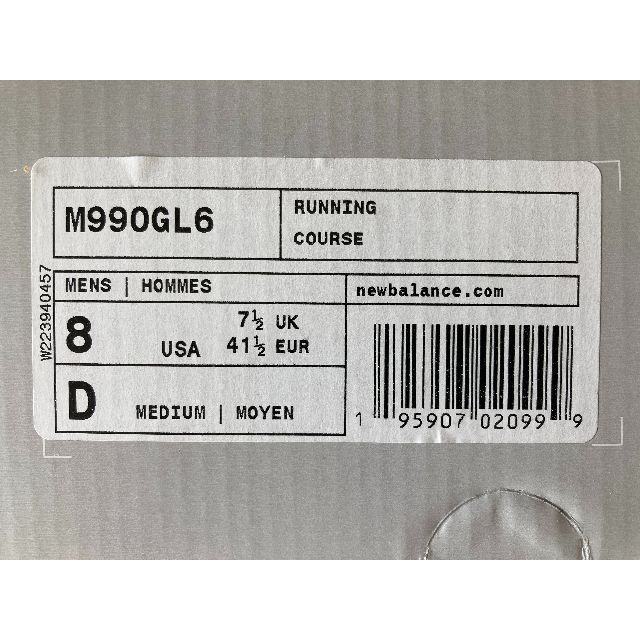 M990GL6
RUNNING
COURSE
W223940457
MENS | HOMMES
newbalance.com
8 USA
7½ UK
41½ EUR
D MEDIUM | MOYEN
1 95907 02099 9